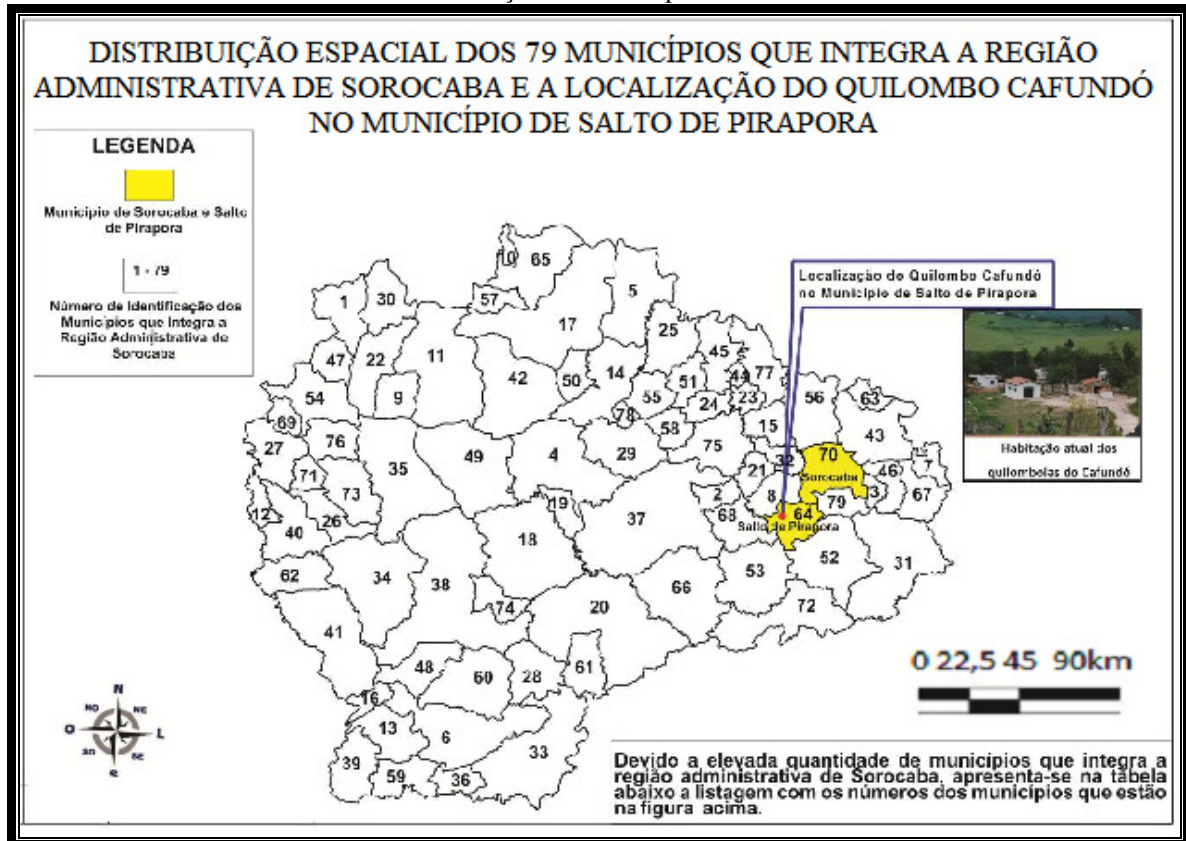 DISTRIBUIÇÃO ESPACIAL DOS 79 MUNICÍPIOS QUE INTEGRA A REGIÃO
ADMINISTRATIVA DE SOROCABA E A LOCALIZAÇÃO DO QUILOMBO CAFUNDÓ
NO MUNICÍPIO DE SALTO DE PIRAPORA
LEGENDA
Município de Sorocaba e Salto
de Pirapora
1 - 79
Número de Identificação dos
Municípios que Integra a
Região Administrativa de
Sorocaba
Localização do Quilombo Cafundó
no Município de Salto de Pirapora
Habitação atual dos
quilombolas do Cafundó
10
65
5
1
30
57
17
25
47
22
11
42
50
14
45
44
77
54
9
55
51
24
23
56
63
69
78
58
15
43
27
76
35
49
4
29
75
32
70
Sorocaba
71
73
21
46
7
12
26
40
19
37
2
8
79
3
67
68
64
Salto de Pirapora
18
62
34
38
66
53
52
31
74
20
72
41
48
60
28
61
16
13
6
33
39
59
36
N
NO
NE
O
L
SO
SE
S
0 22,5 45 90km
Devido a elevada quantidade de municípios que integra a
região administrativa de Sorocaba, apresenta-se na tabela
abaixo a listagem com os números dos municípios que estão
na figura acima.